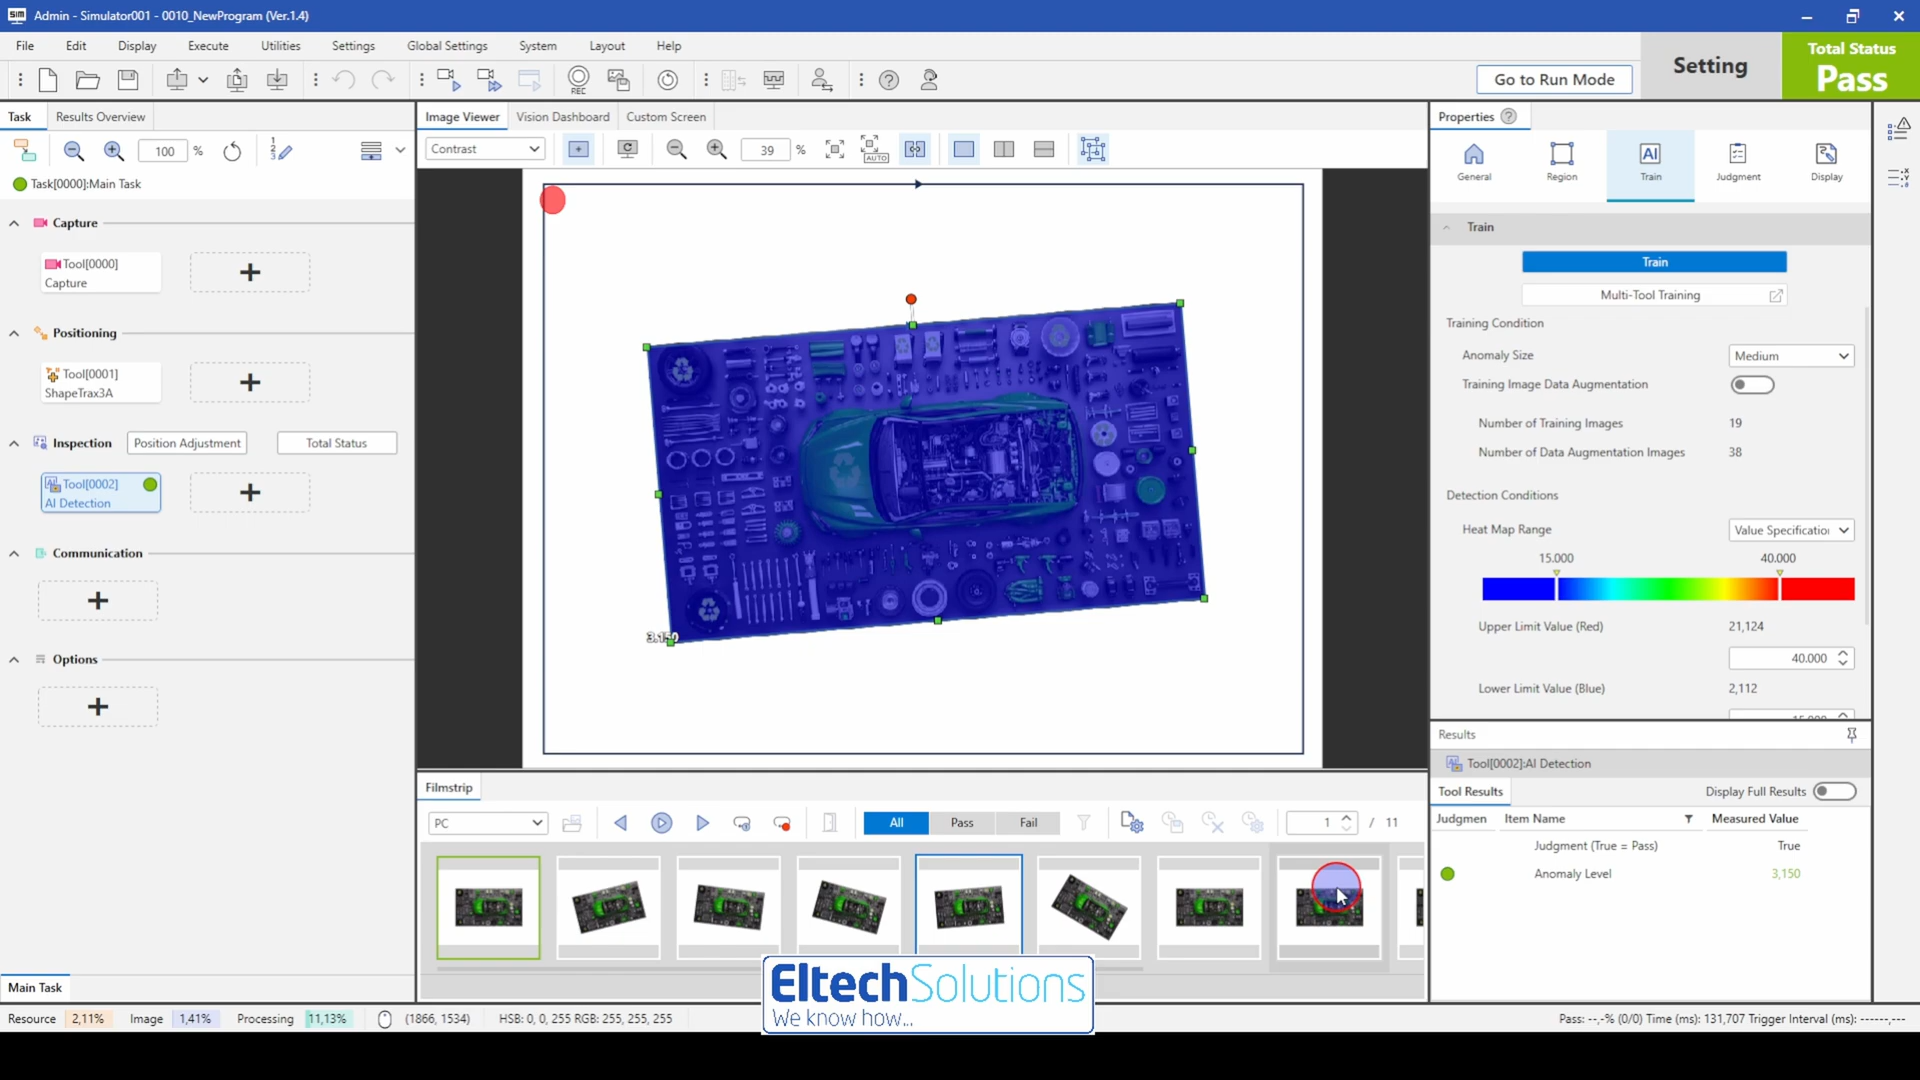 Admin - Simulator001 - 0010_NewProgram (Ver.1.4)
File Edit Display Execute Utilities Settings Global Settings System Layout Help
Total Status
Pass
Setting
Go to Run Mode
REC
Task Results Overview
100 %
Task[0000]:Main Task
Capture
Tool[0000]
Capture
Positioning
Tool[0001]
ShapeTrax3A
Inspection Position Adjustment Total Status
Tool[0002]
AI Detection
Communication
Options
Main Task
Image Viewer Vision Dashboard Custom Screen
Contrast 39 % AUTO
3.150
Filmstrip
PC All Pass Fail 1 / 11
Properties
General Region Train Judgment Display
AI
Train
Train
Multi-Tool Training
Training Condition
Anomaly Size Medium
Training Image Data Augmentation
Number of Training Images 19
Number of Data Augmentation Images 38
Detection Conditions
Heat Map Range Value Specification
15.000 40.000
Upper Limit Value (Red) 21,124
40.000
Lower Limit Value (Blue) 2,112
15.000
Results
Tool[0002]:AI Detection
Tool Results Display Full Results
Judgmen Item Name Measured Value
Judgment (True = Pass) True
Anomaly Level 3,150
EltechSolutions
We know how...
Resource 2,11% Image 1,41% Processing 11,13% (1866, 1534) HSB: 0, 0, 255 RGB: 255, 255, 255
Pass: --,-% (0/0) Time (ms): 131,707 Trigger Interval (ms): ------,---